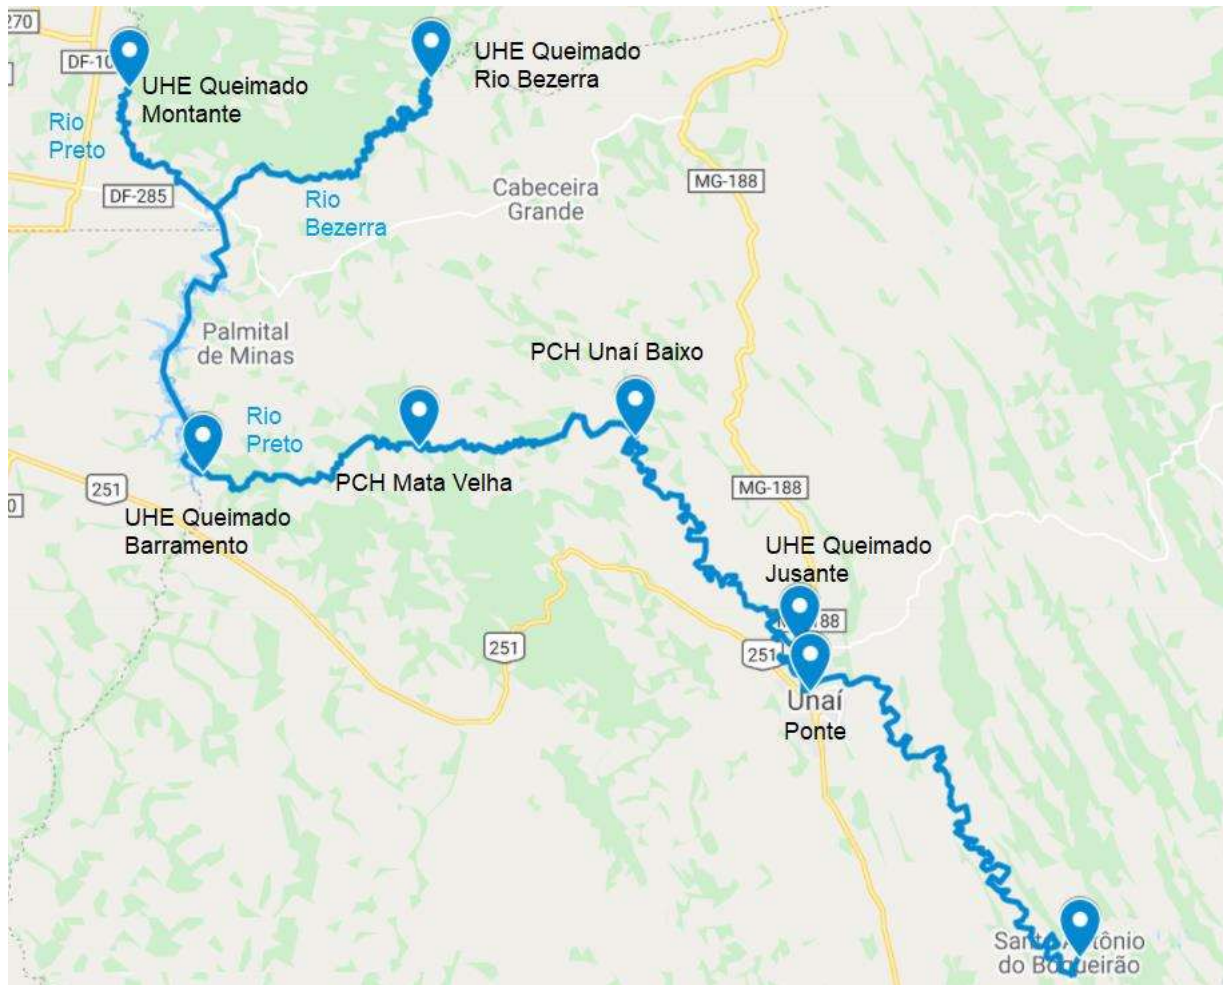 270
UHE Queimado
Rio Bezerra
UHE Queimado
Montante
Rio
Preto
DF-285
Rio
Bezerra
Cabeceira
Grande
MG-188
Palmital
de Minas
PCH Unaí Baixo
Rio
Preto
PCH Mata Velha
251
MG-188
UHE Queimado
Barramento
UHE Queimado
Jusante
251
251
Unaí
Ponte
do Boqueirão